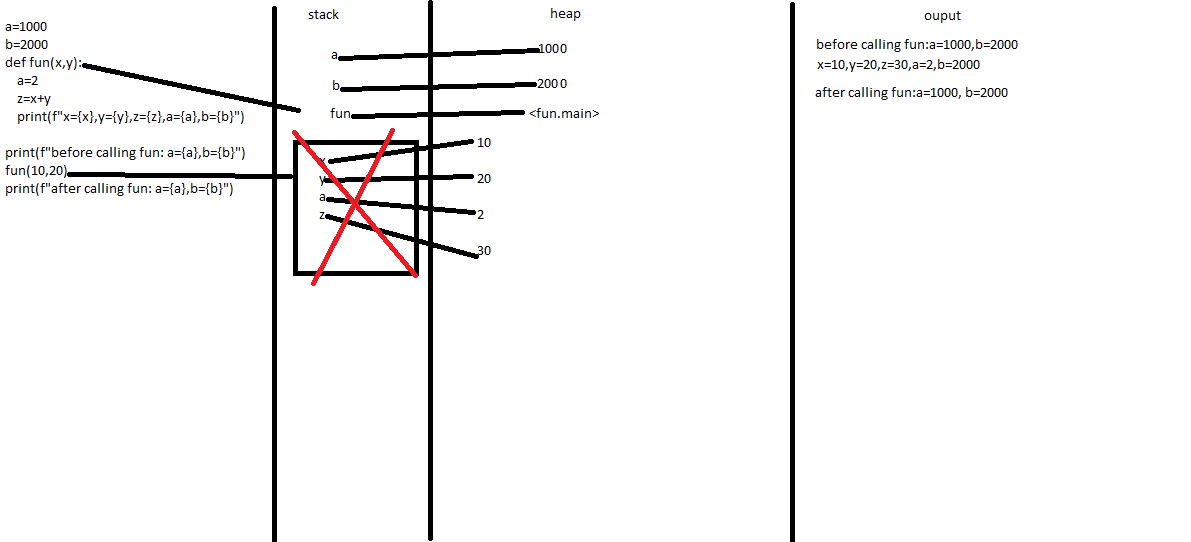 a=1000
b=2000
def fun(x,y):
a=2
z=x+y
print(f"x={x},y={y},z={z},a={a},b={b}")
print(f"before calling fun: a={a},b={b}")
fun(10,20)
print(f"after calling fun: a={a},b={b}")
stack
a
b
fun
x
y
a
z
heap
1000
2000
<fun.main>
10
20
2
30
ouput
before calling fun:a=1000,b=2000
x=10,y=20,z=30,a=2,b=2000
after calling fun:a=1000, b=2000